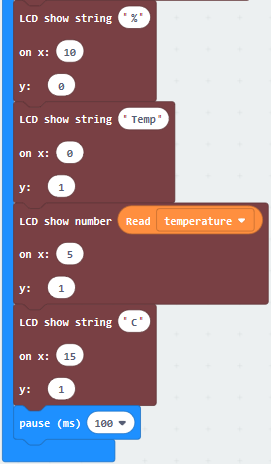 LCD show string "%"
on x: 10
y: 0
LCD show string "Temp"
on x: 0
y: 1
LCD show number Read temperature
on x: 5
y: 1
LCD show string "C"
on x: 15
y: 1
pause (ms) 100